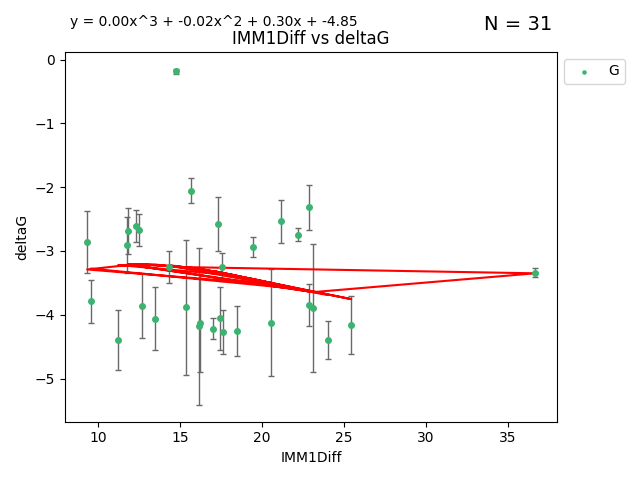 y = 0.00x^3 + -0.02x^2 + 0.30x + -4.85
N = 31
IMM1Diff vs deltaG
G
0
−1
−2
−3
−4
−5
deltaG
10 15 20 25 30 35
IMM1Diff